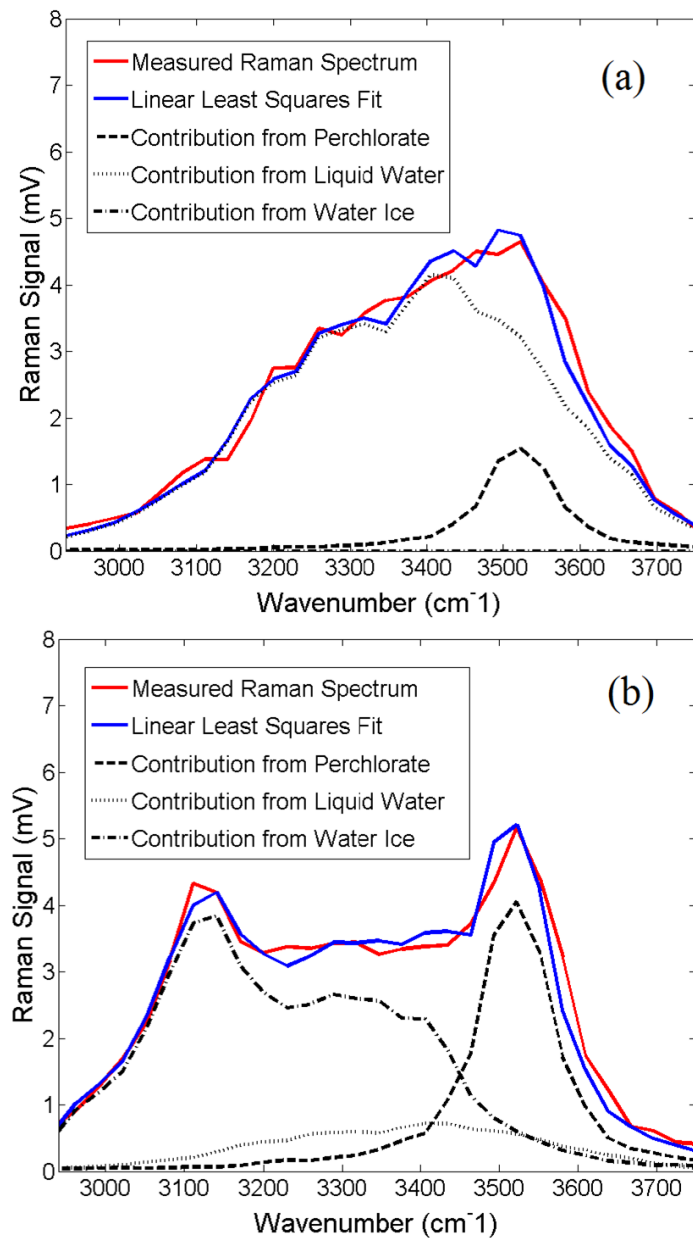 (a)
Measured Raman Spectrum
Linear Least Squares Fit
Contribution from Perchlorate
Contribution from Liquid Water
Contribution from Water Ice
Raman Signal (mV)
8
7
6
5
4
3
2
1
0
3000 3100 3200 3300 3400 3500 3600 3700
Wavenumber (cm-1)
(b)
Measured Raman Spectrum
Linear Least Squares Fit
Contribution from Perchlorate
Contribution from Liquid Water
Contribution from Water Ice
Raman Signal (mV)
8
7
6
5
4
3
2
1
0
3000 3100 3200 3300 3400 3500 3600 3700
Wavenumber (cm⁻1)